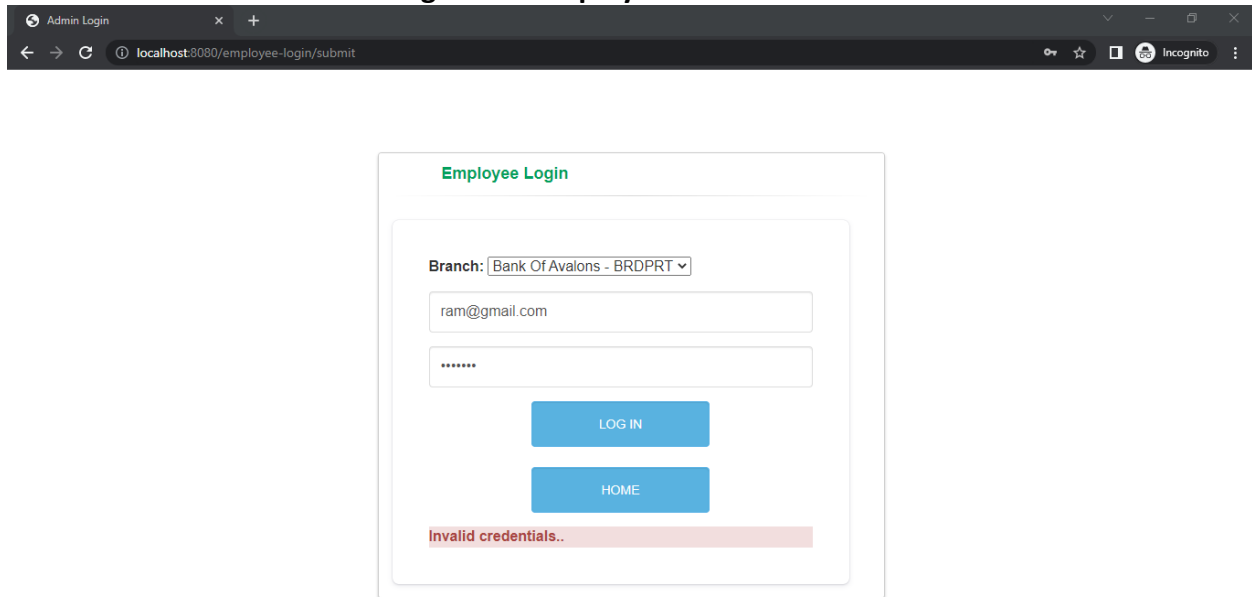 Admin Login
localhost:8080/employee-login/submit
Incognito
Employee Login
Branch: Bank Of Avalons - BRDPRT
ram@gmail.com
•••••••
LOG IN
HOME
Invalid credentials..